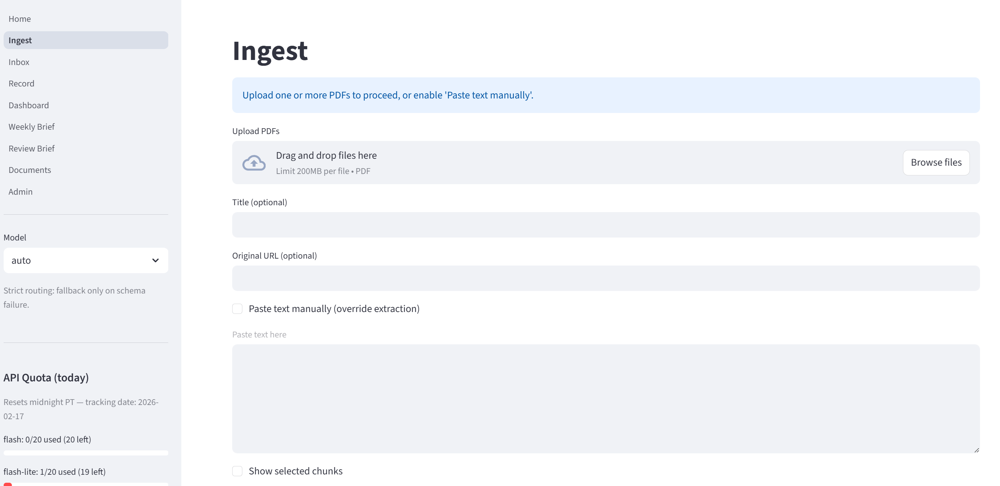 Home
Ingest
Inbox
Record
Dashboard
Weekly Brief
Review Brief
Documents
Admin
Model
auto
Strict routing: fallback only on schema
failure.
API Quota (today)
Resets midnight PT — tracking date: 2026-
02-17
flash: 0/20 used (20 left)
flash-lite: 1/20 used (19 left)
Ingest
Upload one or more PDFs to proceed, or enable 'Paste text manually'.
Upload PDFs
Drag and drop files here
Limit 200MB per file • PDF
Browse files
Title (optional)
Original URL (optional)
Paste text manually (override extraction)
Paste text here
Show selected chunks